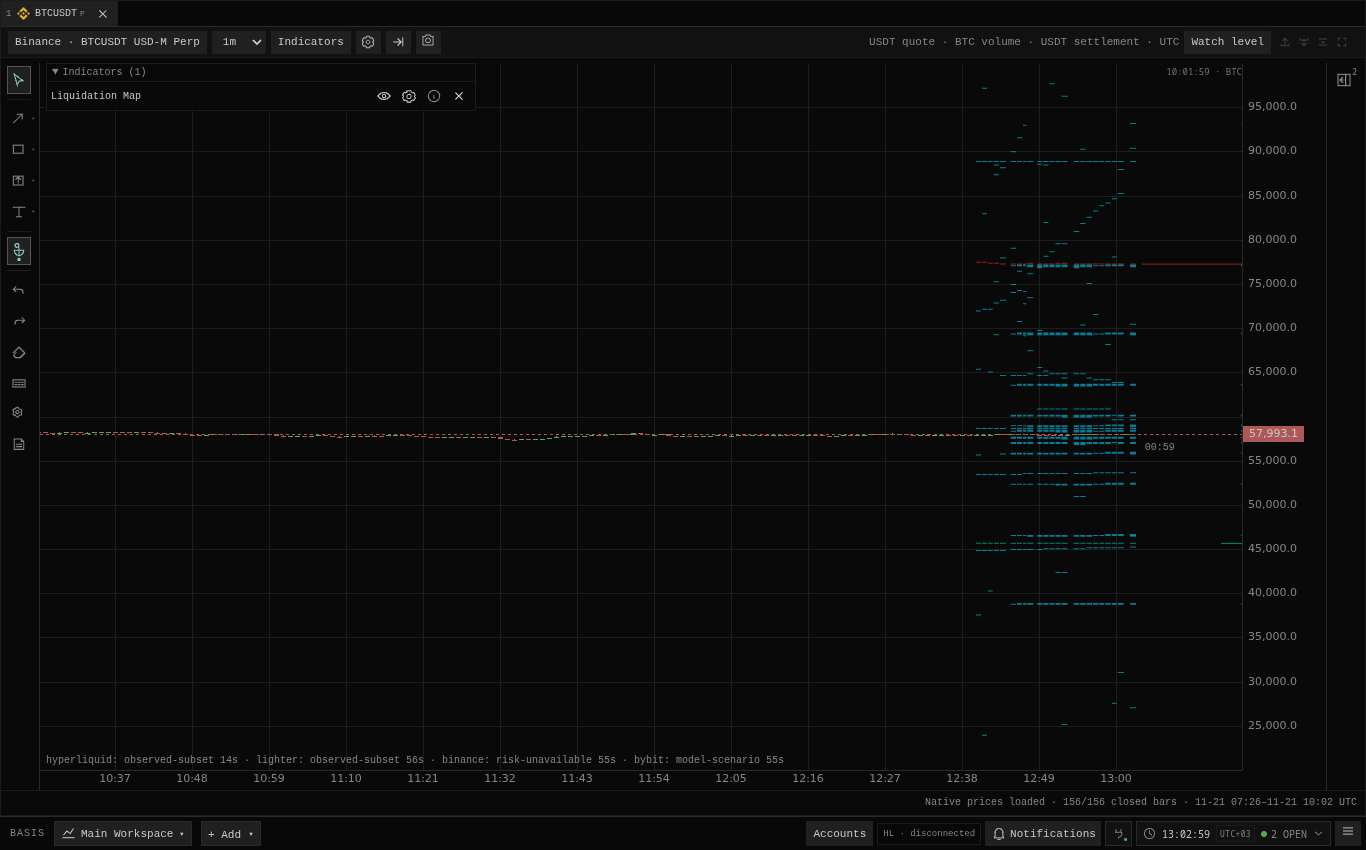 1 BTCUSDT P
Binance · BTCUSDT USD-M Perp 1m Indicators USDT quote · BTC volume · USDT settlement · UTC Watch level
▼ Indicators (1) 10:01:59 · BTC 2
Liquidation Map
95,000.0
90,000.0
85,000.0
80,000.0
75,000.0
70,000.0
65,000.0
57,993.1
00:59
55,000.0
50,000.0
45,000.0
40,000.0
35,000.0
30,000.0
25,000.0
hyperliquid: observed-subset 14s · lighter: observed-subset 56s · binance: risk-unavailable 55s · bybit: model-scenario 55s
10:37 10:48 10:59 11:10 11:21 11:32 11:43 11:54 12:05 12:16 12:27 12:38 12:49 13:00
Native prices loaded · 156/156 closed bars · 11-21 07:26–11-21 10:02 UTC
BASIS Main Workspace ▾ + Add ▾ Accounts HL · disconnected Notifications 13:02:59 UTC+03 2 OPEN